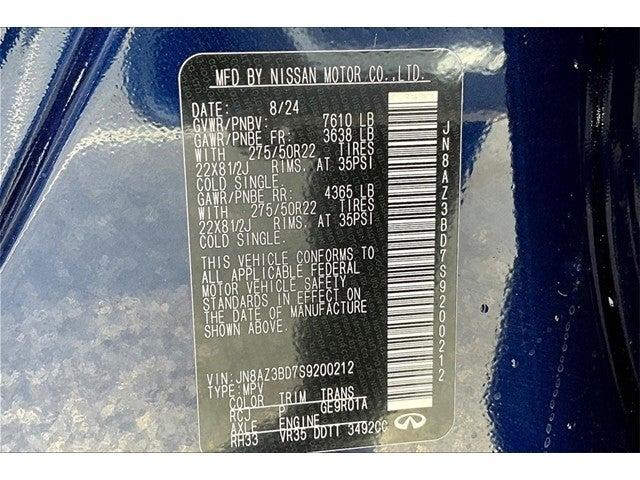 MFD BY NISSAN MOTOR CO.,LTD.
DATE: 8/24
GVWR/PNBV: 7610 LB
GAWR/PNBE FR: 3638 LB
WITH 275/50R22 TIRES
22X81/2J RIMS. AT 35PSI
COLD SINGLE.
GAWR/PNBE RR: 4365 LB
WITH 275/50R22 TIRES
22X81/2J RIMS. AT 35PSI
COLD SINGLE.
THIS VEHICLE CONFORMS TO
ALL APPLICABLE FEDERAL
MOTOR VEHICLE SAFETY
STANDARDS IN EFFECT ON
THE DATE OF MANUFACTURE
SHOWN ABOVE.
VIN:JN8AZ3BD7S9200212
TYPE:MPV
COLOR TRIM TRANS
RCJ P GE9R01A
AXLE ENGINE
RH33 VR35 DDTT 3492CC
JN8AZ3BD7S9200212